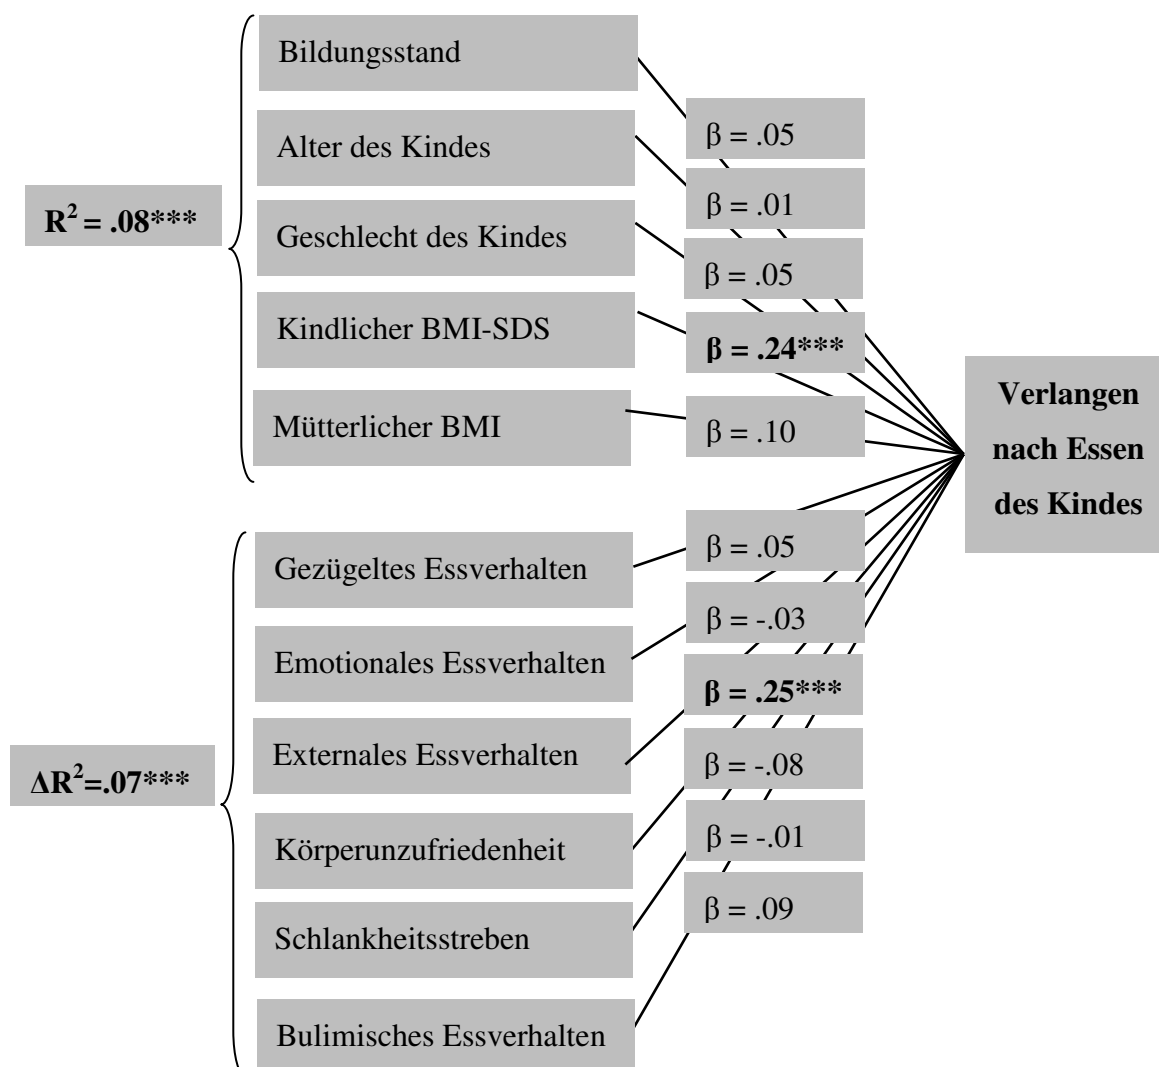 Bildungsstand
β = .05
Alter des Kindes
β = .01
R² = .08***
Geschlecht des Kindes
β = .05
Kindlicher BMI-SDS
β = .24***
Mütterlicher BMI
β = .10
Verlangen
nach Essen
des Kindes
Gezügeltes Essverhalten
β = .05
Emotionales Essverhalten
β = -.03
Externales Essverhalten
β = .25***
ΔR²=.07***
Körperunzufriedenheit
β = -.08
Schlankheitsstreben
β = -.01
Bulimisches Essverhalten
β = .09